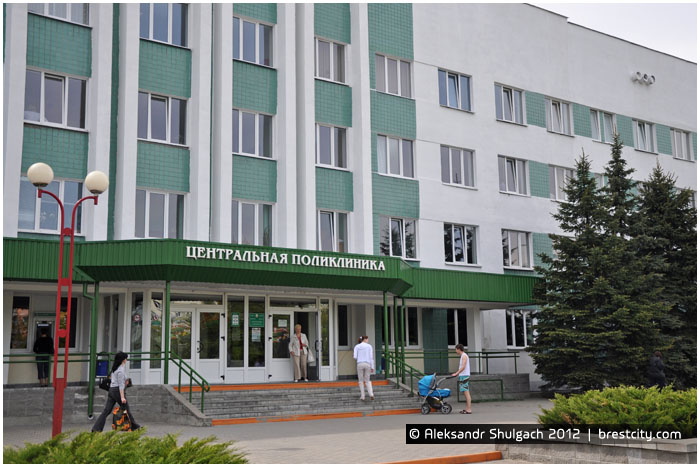 ЦЕНТРАЛЬНАЯ ПОЛИКЛИНИКА
© Aleksandr Shulgach 2012 | brestcity.com